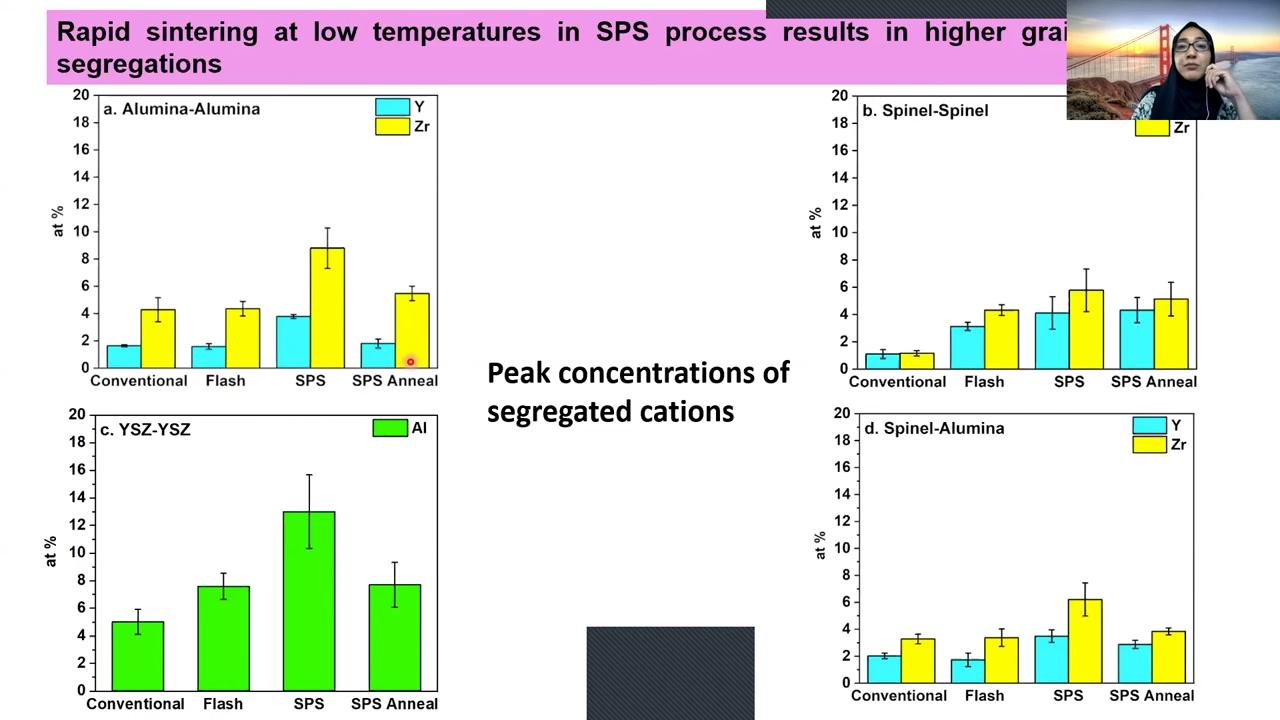 Rapid sintering at low temperatures in SPS process results in higher
segregations
a. Alumina-Alumina
Y
Zr
20
18
16
14
12
10
8
6
4
2
0
at %
Conventional Flash SPS SPS Anneal
b. Spinel-Spinel
Zr
20
18
16
14
12
10
8
6
4
2
0
at %
Conventional Flash SPS SPS Anneal
Peak concentrations of
segregated cations
c. YSZ-YSZ
Al
20
18
16
14
12
10
8
6
4
2
0
at %
Conventional Flash SPS SPS Anneal
d. Spinel-Alumina
Y
Zr
20
18
16
14
12
10
8
6
4
2
0
at %
Conventional Flash SPS SPS Anneal